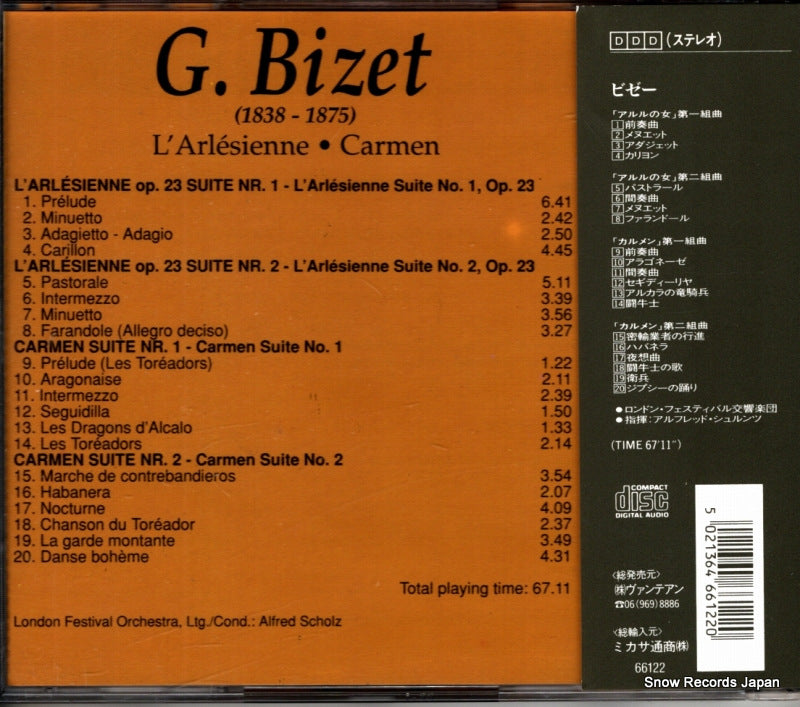 G. Bizet
(1838 - 1875)
L'Arlésienne • Carmen
L'ARLÉSIENNE op. 23 SUITE NR. 1 - L'Arlésienne Suite No. 1, Op. 23
1. Prélude 6.41
2. Minuetto 2.42
3. Adagietto - Adagio 2.50
4. Carillon 4.45
L'ARLÉSIENNE op. 23 SUITE NR. 2 - L'Arlésienne Suite No. 2, Op. 23
5. Pastorale 5.11
6. Intermezzo 3.39
7. Minuetto 3.56
8. Farandole (Allegro deciso) 3.27
CARMEN SUITE NR. 1 - Carmen Suite No. 1
9. Prélude (Les Toréadors) 1.22
10. Aragonaise 2.11
11. Intermezzo 2.39
12. Seguidilla 1.50
13. Les Dragons d'Alcalo 1.33
14. Les Toréadors 2.14
CARMEN SUITE NR. 2 - Carmen Suite No. 2
15. Marche de contrebandieros 3.54
16. Habanera 2.07
17. Nocturne 4.09
18. Chanson du Toréador 2.37
19. La garde montante 3.49
20. Danse bohème 4.31
Total playing time: 67.11
London Festival Orchestra, Ltg./Cond.: Alfred Scholz
DDD(ステレオ)
ビゼー
「アルルの女」第一組曲
1 前奏曲
2 メヌエット
3 アダジェット
4 カリヨン
「アルルの女」第二組曲
5 パストラール
6 間奏曲
7 メヌエット
8 ファランドール
「カルメン」第一組曲
9 前奏曲
10 アラゴネーゼ
11 間奏曲
12 セギディーリヤ
13 アルカラの竜騎兵
14 闘牛士
「カルメン」第二組曲
15 密輸業者の行進
16 ハバネラ
17 夜想曲
18 闘牛士の歌
19 衛兵
20 ジプシーの踊り
●ロンドン・フェスティバル交響楽団
●指揮:アルフレッド・シュルンツ
(TIME 67'11")
COMPACT
disc
DIGITAL AUDIO
5 021364 661220
〈総発売元〉
㈱ヴァンテアン
☎06(969)8886
〈総輸入元〉
ミカサ通商㈱
66122
Snow Records Japan